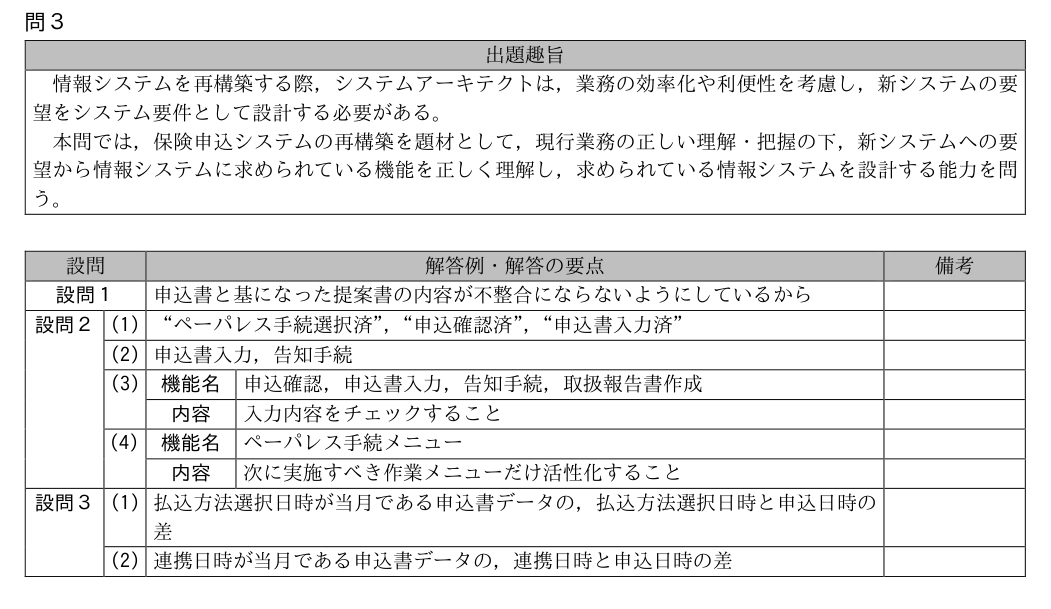 問3
出題趣旨
情報システムを再構築する際，システムアーキテクトは，業務の効率化や利便性を考慮し，新システムの要
望をシステム要件として設計する必要がある。
本問では，保険申込システムの再構築を題材として，現行業務の正しい理解・把握の下，新システムへの要
望から情報システムに求められている機能を正しく理解し，求められている情報システムを設計する能力を問
う。
設問 解答例・解答の要点 備考
設問1 申込書と基になった提案書の内容が不整合にならないようにしているから
設問2 (1) “ペーパレス手続選択済”，“申込確認済”，“申込書入力済”
(2) 申込書入力，告知手続
(3) 機能名 申込確認，申込書入力，告知手続，取扱報告書作成
内容 入力内容をチェックすること
(4) 機能名 ペーパレス手続メニュー
内容 次に実施すべき作業メニューだけ活性化すること
設問3 (1) 払込方法選択日時が当月である申込書データの，払込方法選択日時と申込日時の
差
(2) 連携日時が当月である申込書データの，連携日時と申込日時の差